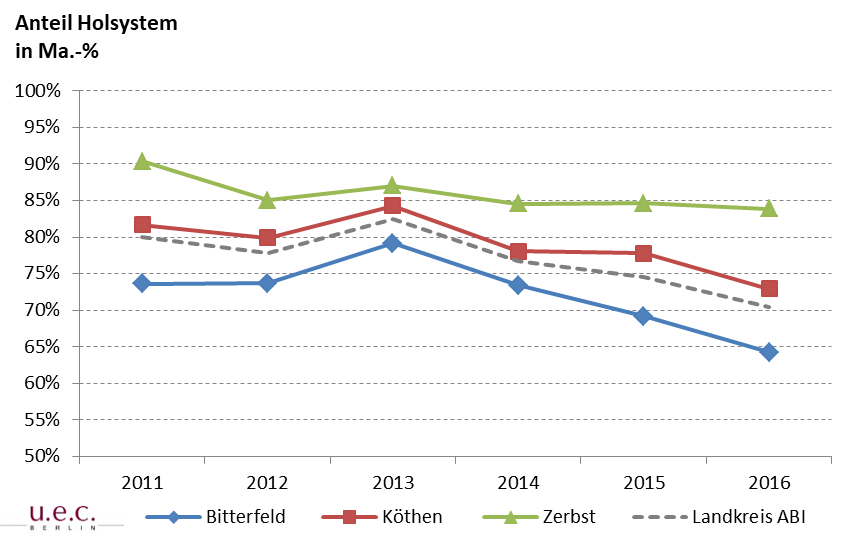 Anteil Holsystem
in Ma.-%
100%
95%
90%
85%
80%
75%
70%
65%
60%
55%
50%
2011 2012 2013 2014 2015 2016
u.e.c.
BERLIN
Bitterfeld Köthen Zerbst Landkreis ABI